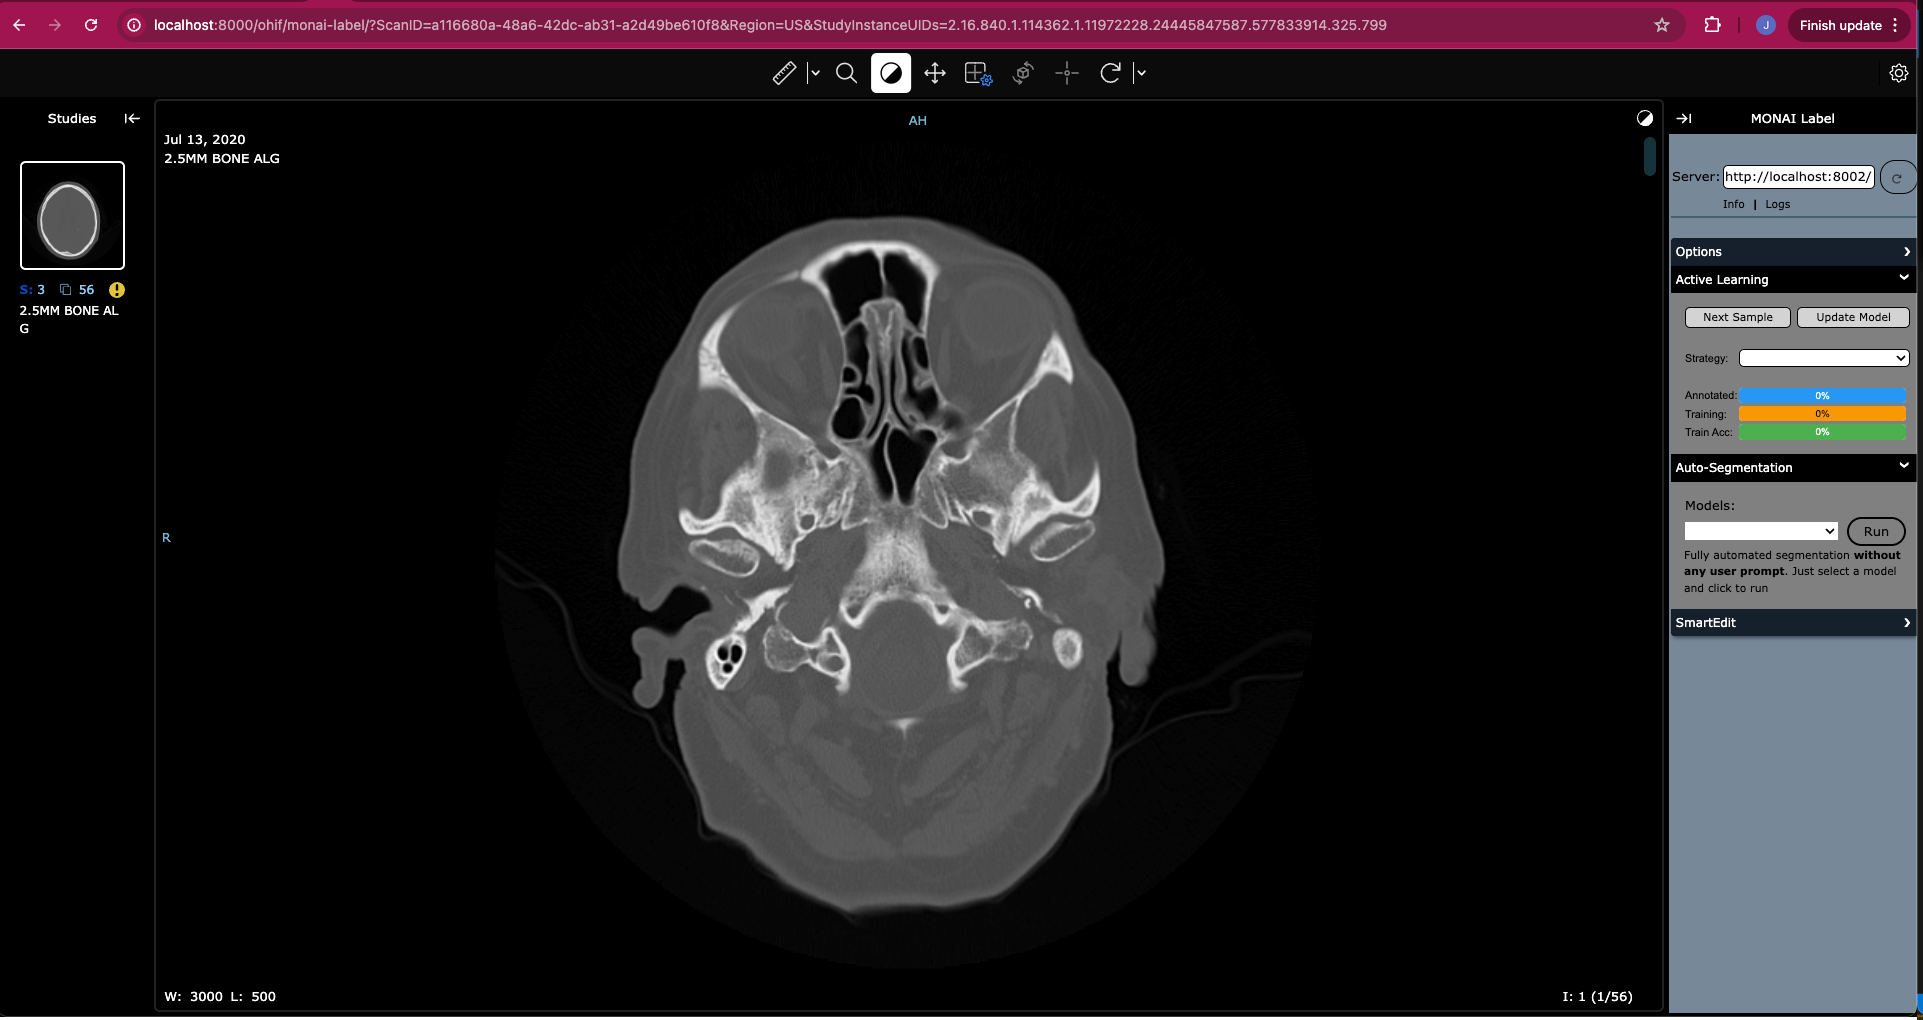 localhost:8000/ohif/monai-label/?ScanID=a116680a-48a6-42dc-ab31-a2d49be610f8&Region=US&StudyInstanceUIDs=2.16.840.1.114362.1.11972228.24445847587.577833914.325.799
J
Finish update
Studies
S: 3 56
2.5MM BONE AL
G
Jul 13, 2020
2.5MM BONE ALG
AH
R
W: 3000 L: 500
I: 1 (1/56)
MONAI Label
Server: http://localhost:8002/
Info | Logs
Options
Active Learning
Next Sample Update Model
Strategy:
Annotated: 0%
Training: 0%
Train Acc: 0%
Auto-Segmentation
Models:
Run
Fully automated segmentation without
any user prompt. Just select a model
and click to run
SmartEdit